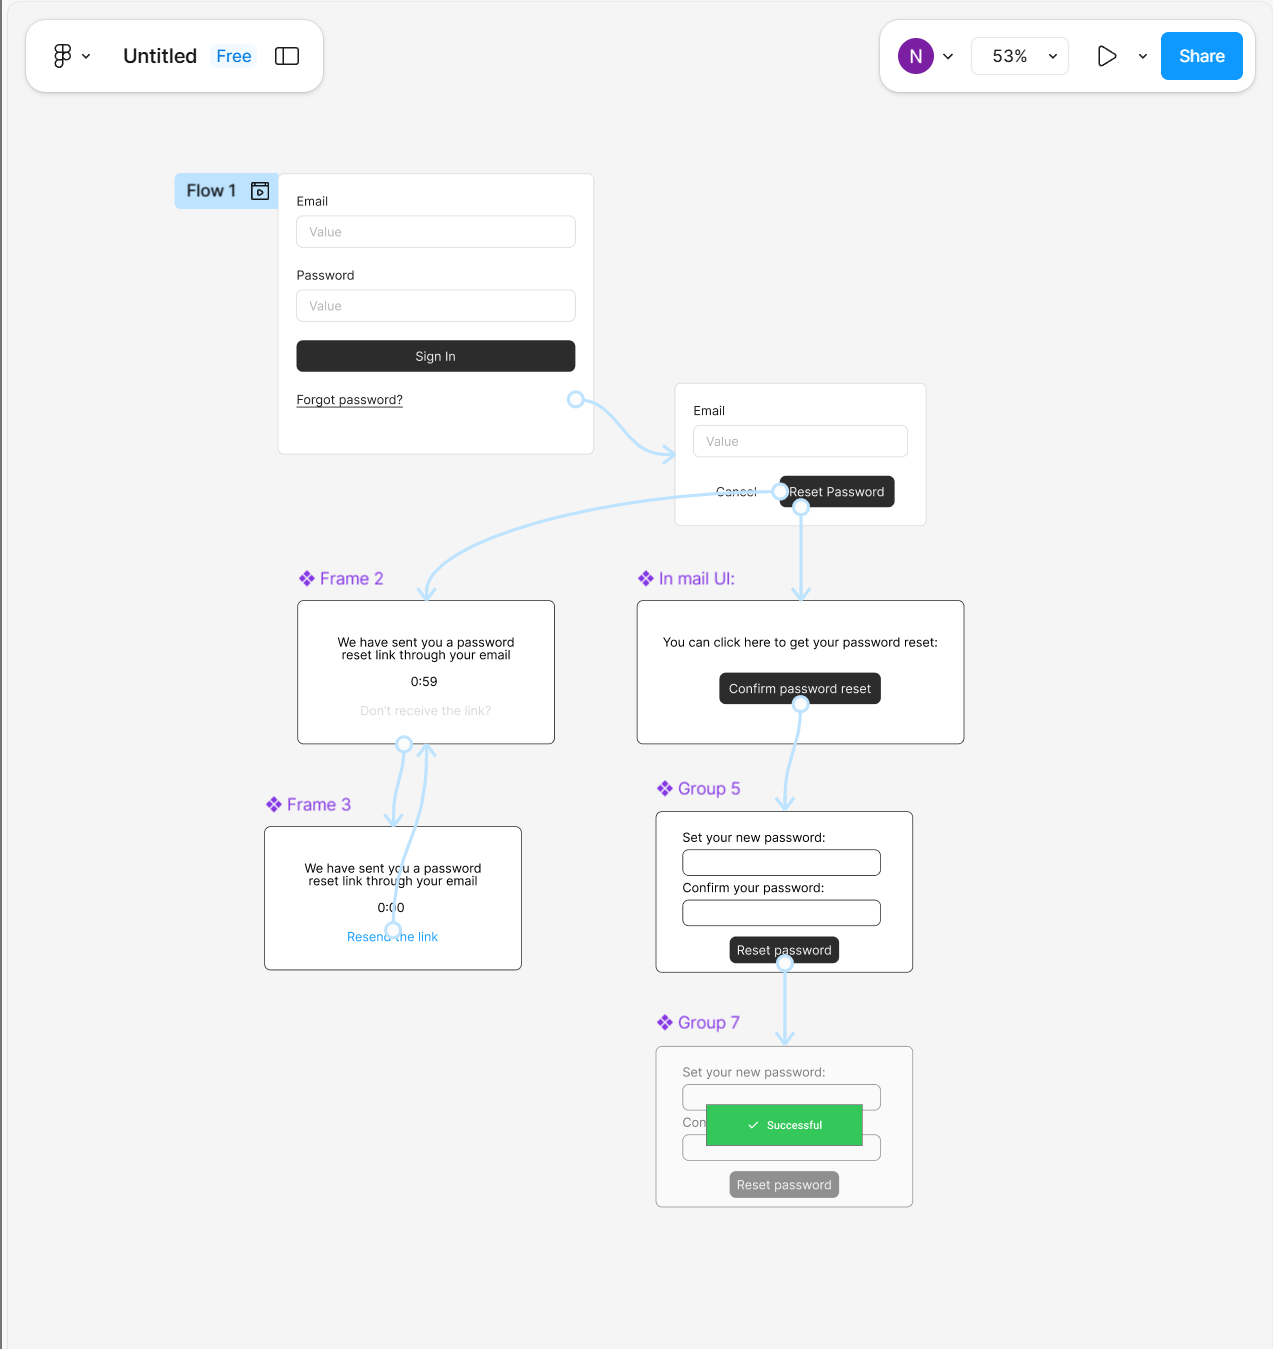 Untitled Free
N 53% Share
Flow 1
Email
Value
Password
Value
Sign In
Forgot password?
Email
Value
Cancel Reset Password
Frame 2
We have sent you a password
reset link through your email
0:59
Don't receive the link?
In mail UI:
You can click here to get your password reset:
Confirm password reset
Frame 3
We have sent you a password
reset link through your email
0:00
Resend the link
Group 5
Set your new password:
Confirm your password:
Reset password
Group 7
Set your new password:
Con
Successful
Reset password